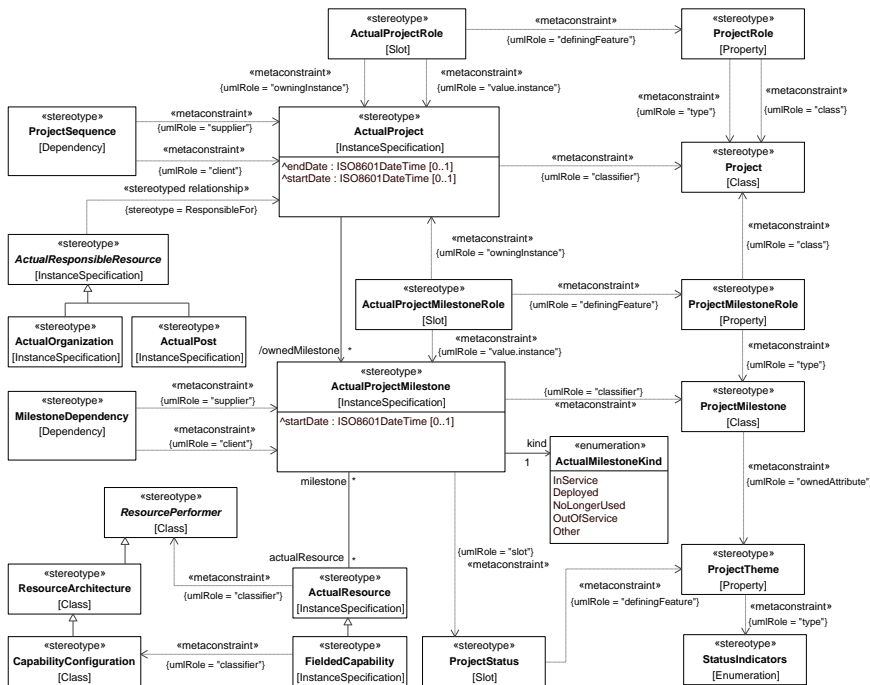 «stereotype»
ActualProjectRole
[Slot]
«metaconstraint»
{umlRole = "definingFeature"}
«stereotype»
ProjectRole
[Property]
«metaconstraint»
{umlRole = "owningInstance"}
«metaconstraint»
{umlRole = "value.instance"}
«metaconstraint»
{umlRole = "type"}
«metaconstraint»
{umlRole = "class"}
«stereotype»
ProjectSequence
[Dependency]
«metaconstraint»
{umlRole = "supplier"}
«metaconstraint»
{umlRole = "client"}
«stereotype»
ActualProject
[InstanceSpecification]
^endDate : ISO8601DateTime [0..1]
^startDate : ISO8601DateTime [0..1]
«metaconstraint»
{umlRole = "classifier"}
«stereotype»
Project
[Class]
«stereotyped relationship»
{stereotype = ResponsibleFor}
«stereotype»
ActualResponsibleResource
[InstanceSpecification]
«metaconstraint»
{umlRole = "owningInstance"}
«metaconstraint»
{umlRole = "class"}
«stereotype»
ActualOrganization
[InstanceSpecification]
«stereotype»
ActualPost
[InstanceSpecification]
«stereotype»
ActualProjectMilestoneRole
[Slot]
«metaconstraint»
{umlRole = "definingFeature"}
«stereotype»
ProjectMilestoneRole
[Property]
/ownedMilestone
*
«metaconstraint»
{umlRole = "value.instance"}
«metaconstraint»
{umlRole = "type"}
«stereotype»
MilestoneDependency
[Dependency]
«metaconstraint»
{umlRole = "supplier"}
«metaconstraint»
{umlRole = "client"}
«stereotype»
ActualProjectMilestone
[InstanceSpecification]
^startDate : ISO8601DateTime [0..1]
{umlRole = "classifier"}
«metaconstraint»
«stereotype»
ProjectMilestone
[Class]
kind
1
«enumeration»
ActualMilestoneKind
InService
Deployed
NoLongerUsed
OutOfService
Other
«metaconstraint»
{umlRole = "ownedAttribute"}
milestone
*
«stereotype»
ResourcePerformer
[Class]
actualResource
*
{umlRole = "slot"}
«metaconstraint»
«stereotype»
ProjectTheme
[Property]
«stereotype»
ResourceArchitecture
[Class]
«metaconstraint»
{umlRole = "classifier"}
«stereotype»
ActualResource
[InstanceSpecification]
«metaconstraint»
{umlRole = "definingFeature"}
«metaconstraint»
{umlRole = "type"}
«stereotype»
CapabilityConfiguration
[Class]
«metaconstraint»
{umlRole = "classifier"}
«stereotype»
FieldedCapability
[InstanceSpecification]
«stereotype»
ProjectStatus
[Slot]
«stereotype»
StatusIndicators
[Enumeration]